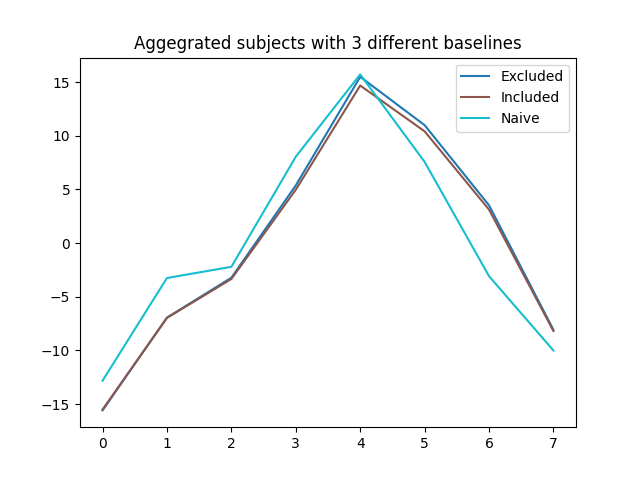 Aggegrated subjects with 3 different baselines
Excluded
Included
Naive
15
10
5
0
−5
−10
−15
0 1 2 3 4 5 6 7